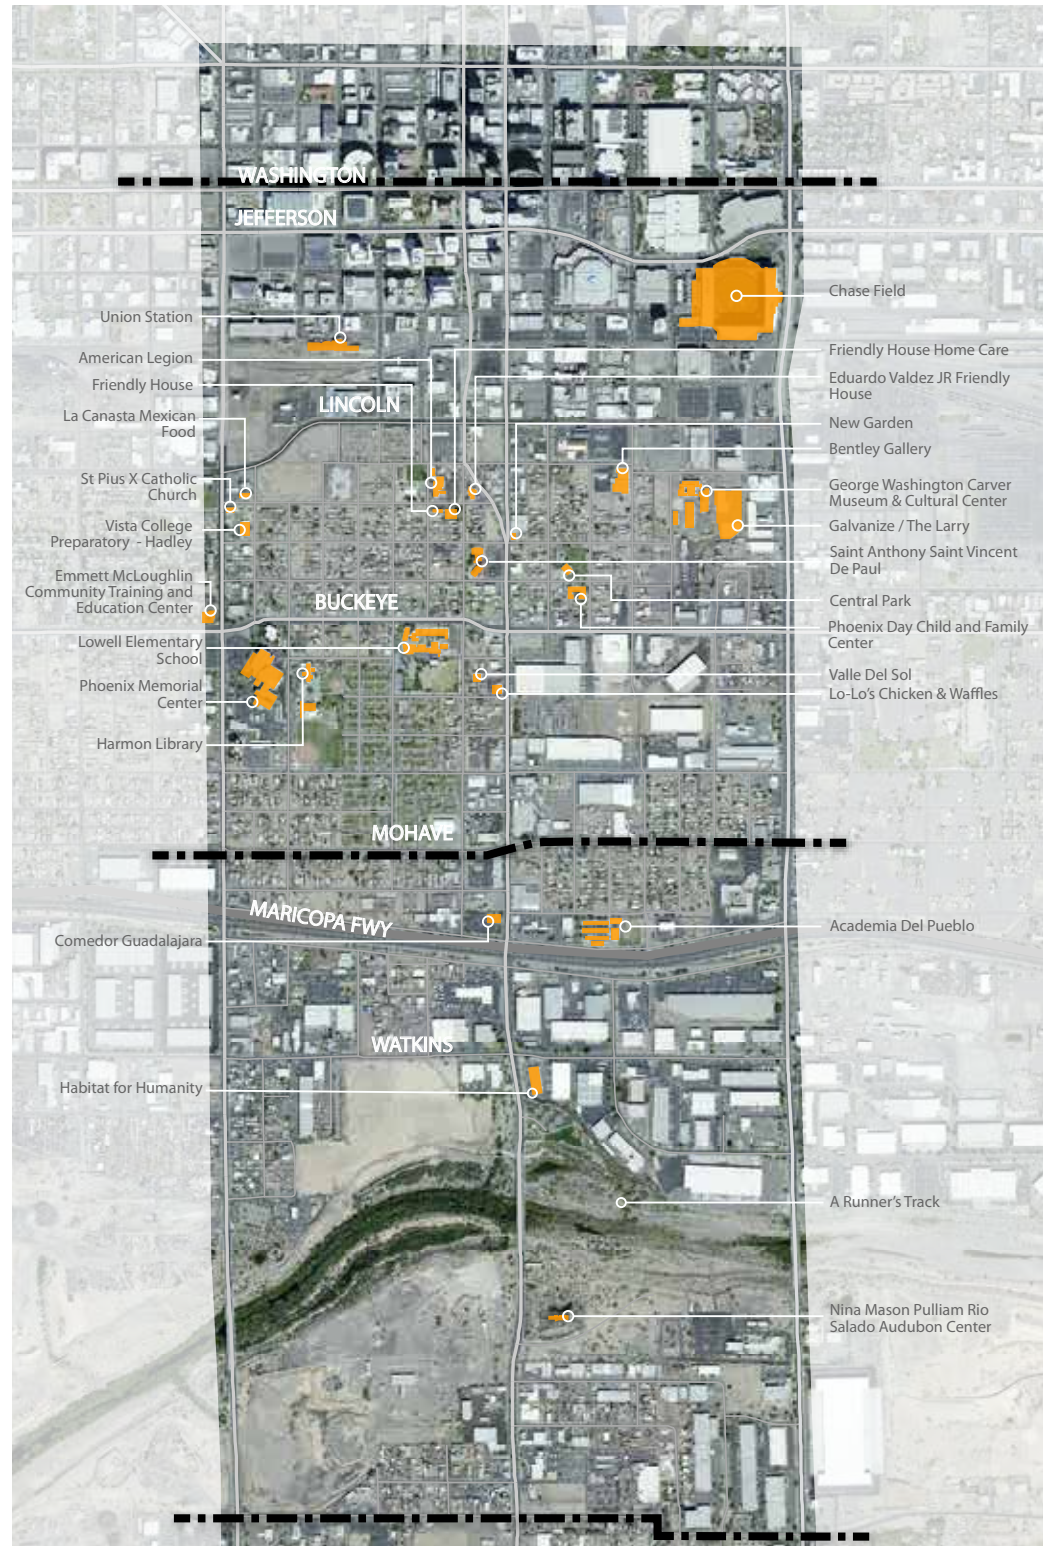 WASHINGTON
JEFFERSON
Chase Field
Union Station
American Legion
Friendly House Home Care
Friendly House
Eduardo Valdez JR Friendly
House
LINCOLN
La Canasta Mexican
Food
New Garden
Bentley Gallery
St Pius X Catholic
Church
George Washington Carver
Museum & Cultural Center
Vista College
Preparatory - Hadley
Galvanize / The Larry
Saint Anthony Saint Vincent
De Paul
Emmett McLoughlin
Community Training and
Education Center
BUCKEYE
Central Park
Phoenix Day Child and Family
Center
Lowell Elementary
School
Valle Del Sol
Phoenix Memorial
Center
Lo-Lo's Chicken & Waffles
Harmon Library
MOHAVE
MARICOPA FWY
Comedor Guadalajara
Academia Del Pueblo
WATKINS
Habitat for Humanity
A Runner's Track
Nina Mason Pulliam Rio
Salado Audubon Center